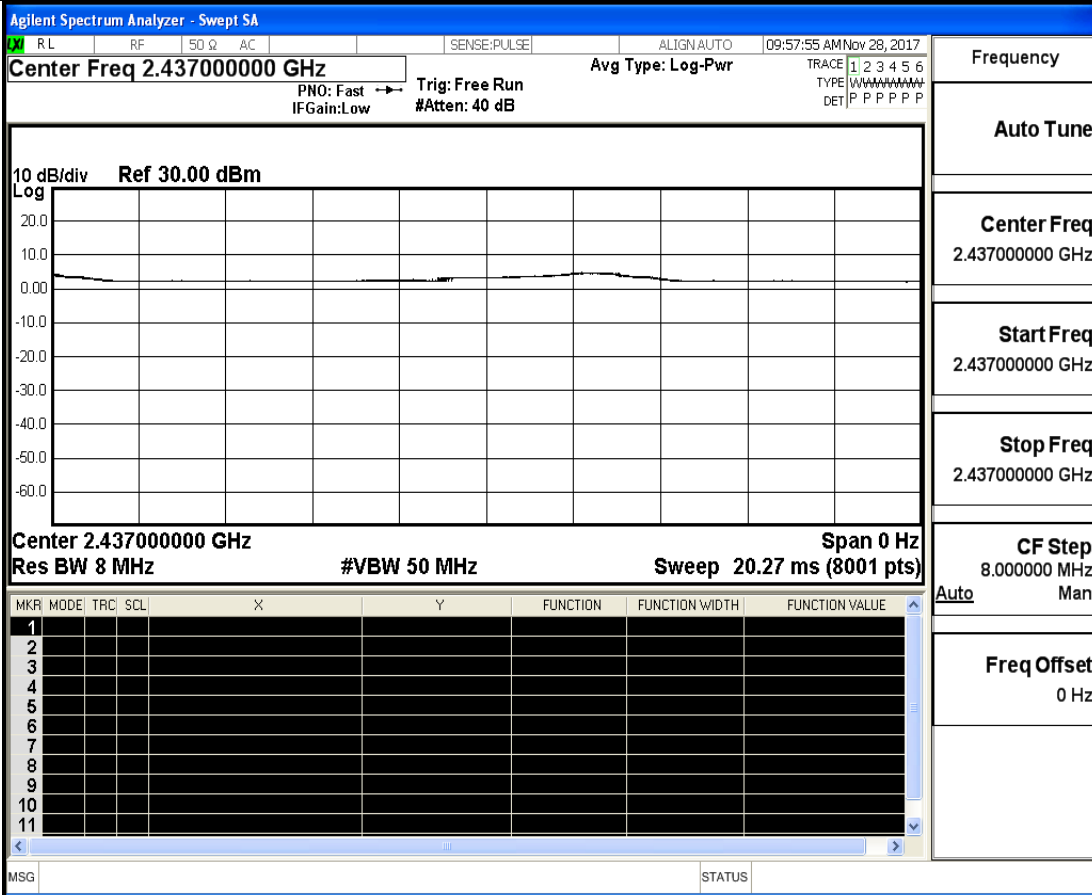 Agilent Spectrum Analyzer - Swept SA
LXI RL RF 50 Ω AC SENSE:PULSE ALIGN AUTO 09:57:55 AM Nov 28, 2017
Center Freq 2.437000000 GHz
PNO: Fast
IFGain:Low
Trig: Free Run
#Atten: 40 dB
Avg Type: Log-Pwr
TRACE 1 2 3 4 5 6
TYPE
DET P P P P P P
10 dB/div Ref 30.00 dBm
Log
20.0
10.0
0.00
-10.0
-20.0
-30.0
-40.0
-50.0
-60.0
Center 2.437000000 GHz Span 0 Hz
Res BW 8 MHz #VBW 50 MHz Sweep 20.27 ms (8001 pts)
MKR MODE TRC SCL X Y FUNCTION FUNCTION WIDTH FUNCTION VALUE
1
2
3
4
5
6
7
8
9
10
11
MSG STATUS
Frequency
Auto Tune
Center Freq
2.437000000 GHz
Start Freq
2.437000000 GHz
Stop Freq
2.437000000 GHz
CF Step
8.000000 MHz
Auto Man
Freq Offset
0 Hz